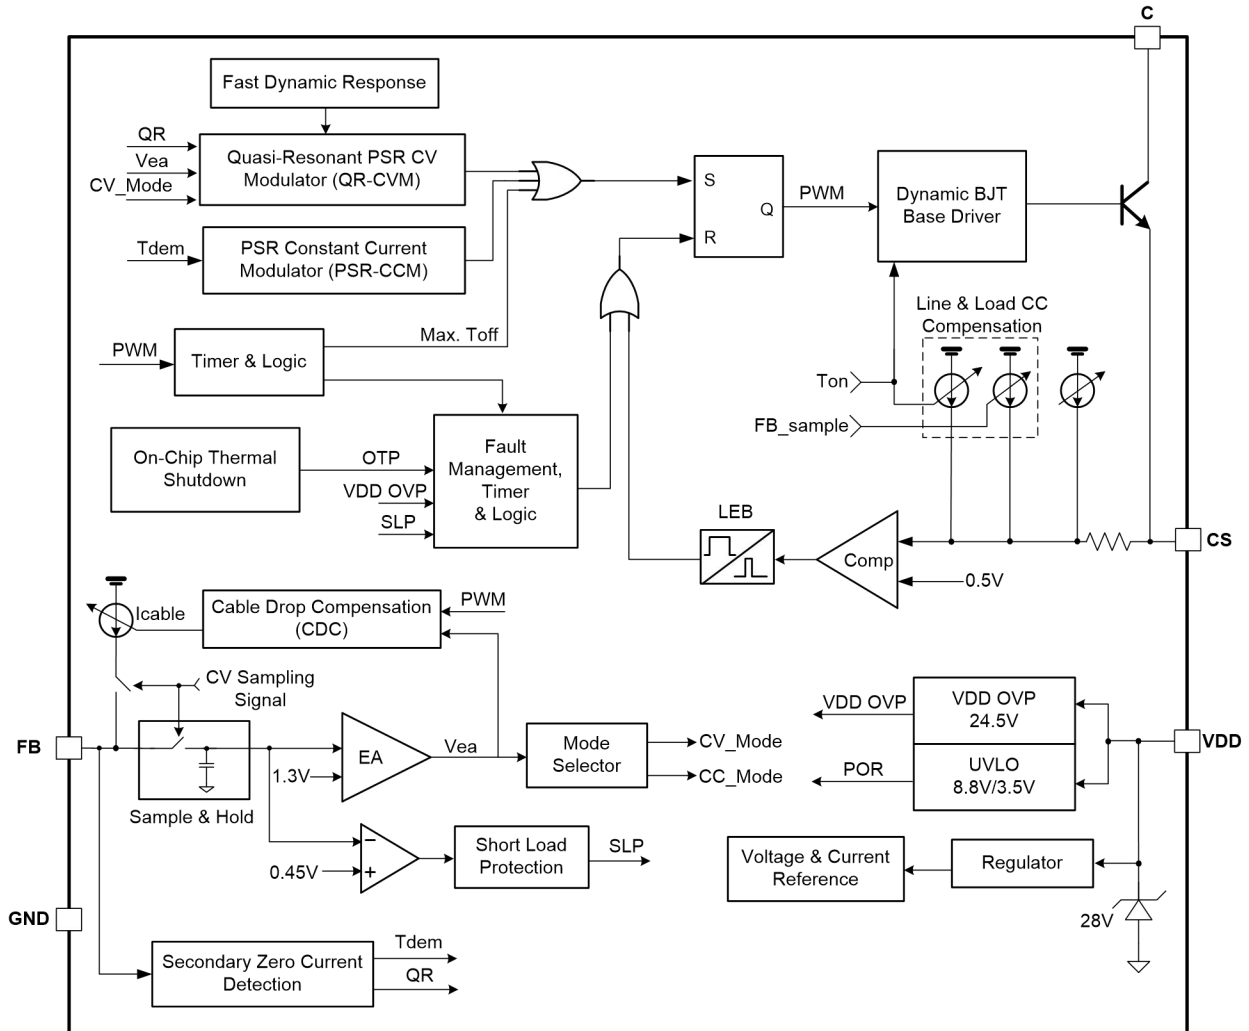 C
Fast Dynamic Response
QR
Vea
CV_Mode
Quasi-Resonant PSR CV
Modulator (QR-CVM)
Tdem
PSR Constant Current
Modulator (PSR-CCM)
S
R
Q
PWM
Dynamic BJT
Base Driver
PWM
Timer & Logic
Max. Toff
Line & Load CC
Compensation
Ton
FB_sample
On-Chip Thermal
Shutdown
OTP
VDD OVP
SLP
Fault
Management,
Timer
& Logic
LEB
Comp
0.5V
CS
Icable
Cable Drop Compensation
(CDC)
PWM
CV Sampling
Signal
FB
Sample & Hold
1.3V
EA
Vea
Mode
Selector
CV_Mode
CC_Mode
VDD OVP
POR
VDD OVP
24.5V
UVLO
8.8V/3.5V
VDD
0.45V
−
+
Short Load
Protection
SLP
Voltage & Current
Reference
Regulator
28V
GND
Secondary Zero Current
Detection
Tdem
QR